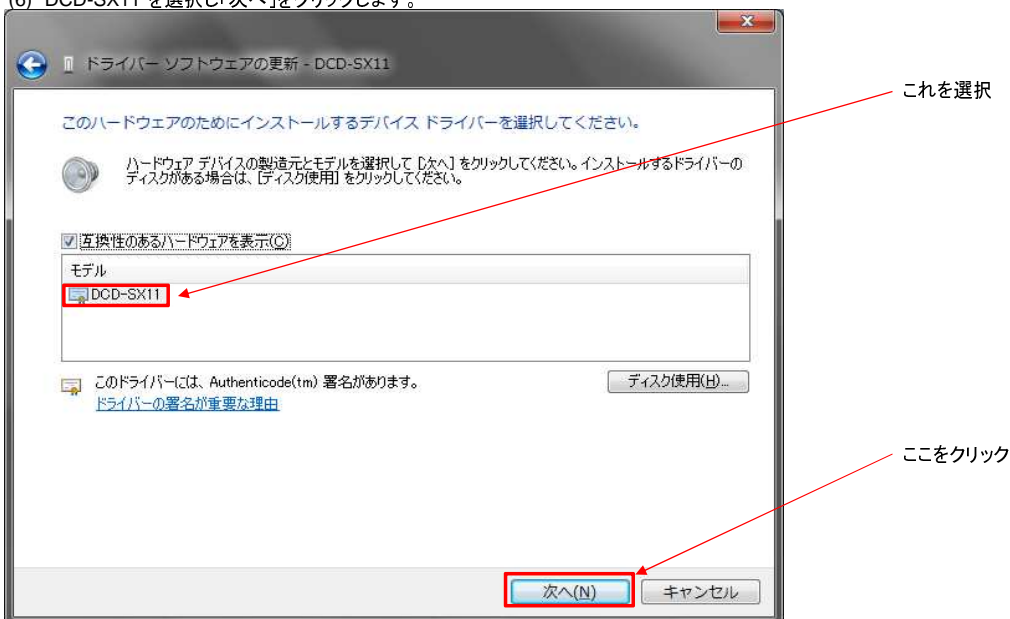 (6) DCD-SX11 を選択し「次へ」をクリックします。
ドライバー ソフトウェアの更新 - DCD-SX11
これを選択
このハードウェアのためにインストールするデバイス ドライバーを選択してください。
ハードウェア デバイスの製造元とモデルを選択して [次へ] をクリックしてください。インストールするドライバーの
ディスクがある場合は、[ディスク使用] をクリックしてください。
互換性のあるハードウェアを表示(C)
モデル
DCD-SX11
このドライバーには、Authenticode(tm) 署名があります。
ディスク使用(H)...
ドライバーの署名が重要な理由
ここをクリック
次へ(N)
キャンセル